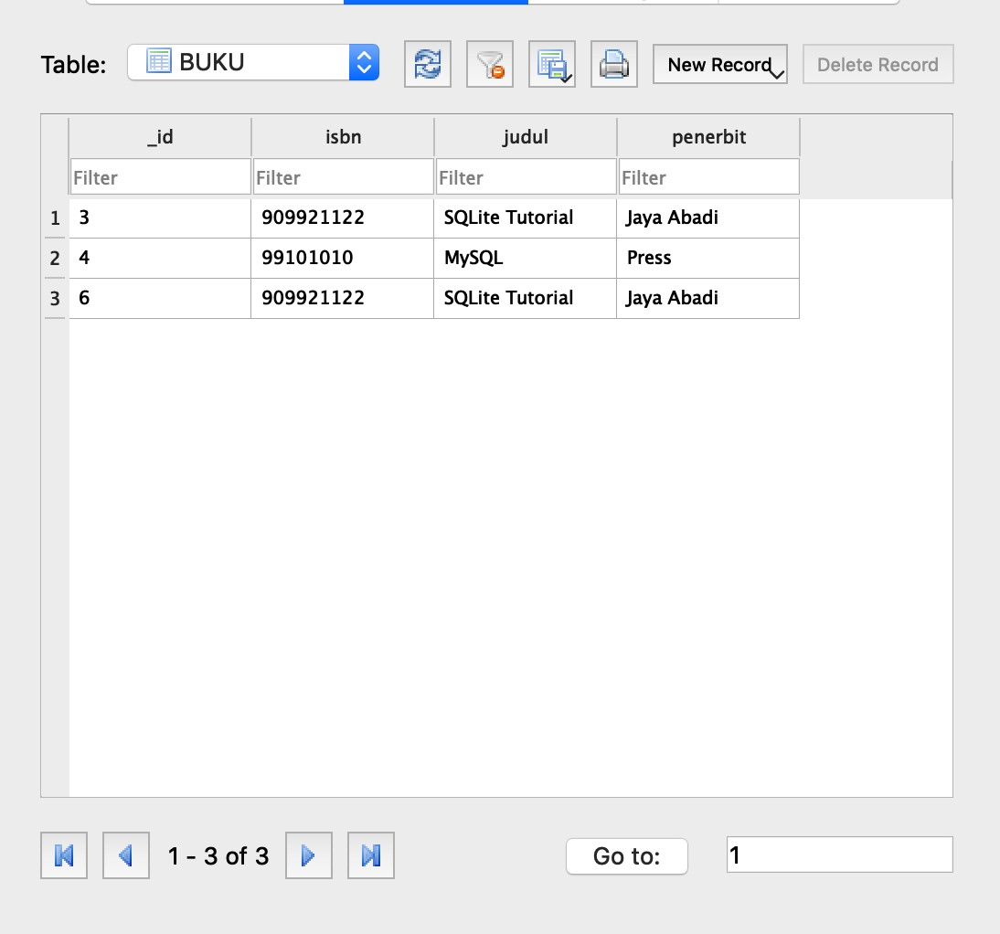 Table: BUKU New Record Delete Record
_id isbn judul penerbit
Filter Filter Filter Filter
1 3 909921122 SQLite Tutorial Jaya Abadi
2 4 99101010 MySQL Press
3 6 909921122 SQLite Tutorial Jaya Abadi
1 - 3 of 3 Go to: 1